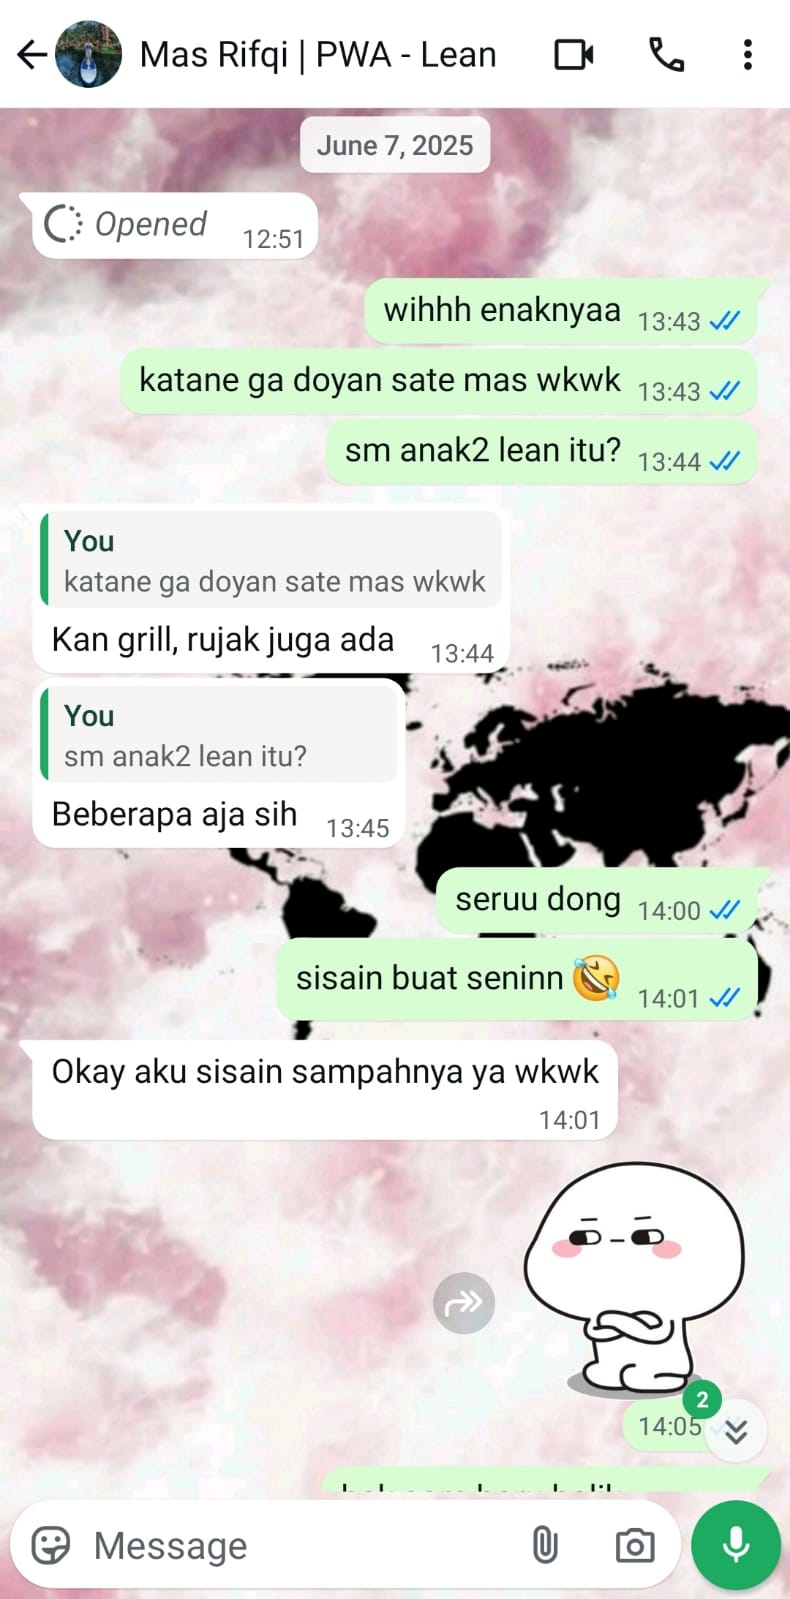 Mas Rifqi | PWA - Lean
June 7, 2025
Opened 12:51
wihhh enaknyaa 13:43
katane ga doyan sate mas wkwk 13:43
sm anak2 lean itu? 13:44
You
katane ga doyan sate mas wkwk
Kan grill, rujak juga ada 13:44
You
sm anak2 lean itu?
Beberapa aja sih 13:45
seruu dong 14:00
sisain buat seninn 🤣 14:01
Okay aku sisain sampahnya ya wkwk
14:01
2
14:05
Message